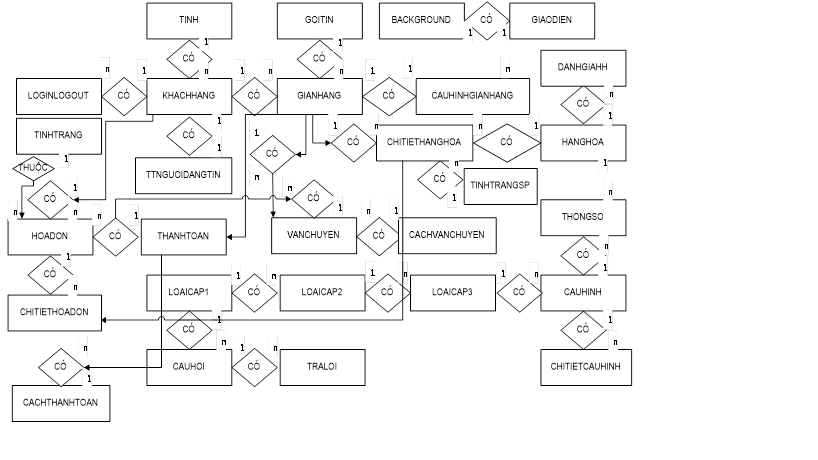 TINH GOITIN BACKGROUND CÓ GIAODIEN
1 1 1 1
CÓ CÓ DANHGIAHH
n 1 n 1 n 1 1 m
LOGINLOGOUT CÓ KHACHHANG CÓ GIANHANG CÓ CAUHINHGIANHANG CÓ
n
TINHTRANG 1 1 1 n n 1
CÓ CÓ CÓ CHITIETHANGHOA CÓ HANGHOA
THUỘC 1 1 1
TTNGUOIDANGTIN n m CÓ TINHTRANGSP
CÓ 1 m CÓ 1 n
n n n 1 1 n THONGSO
HOADON CÓ THANHTOAN VANCHUYEN CÓ CACHVANCHUYEN
1 n
CÓ 1 m 1 n n 1 CÓ 1
n LOAICAP1 CÓ LOAICAP2 CÓ LOAICAP3 CÓ CAUHINH
CHITIETHOADON
1 1
CÓ CÓ
n m 1 n n
CÓ CAUHOI CÓ TRALOI CHITIETCAUHINH
1
CACHTHANHTOAN